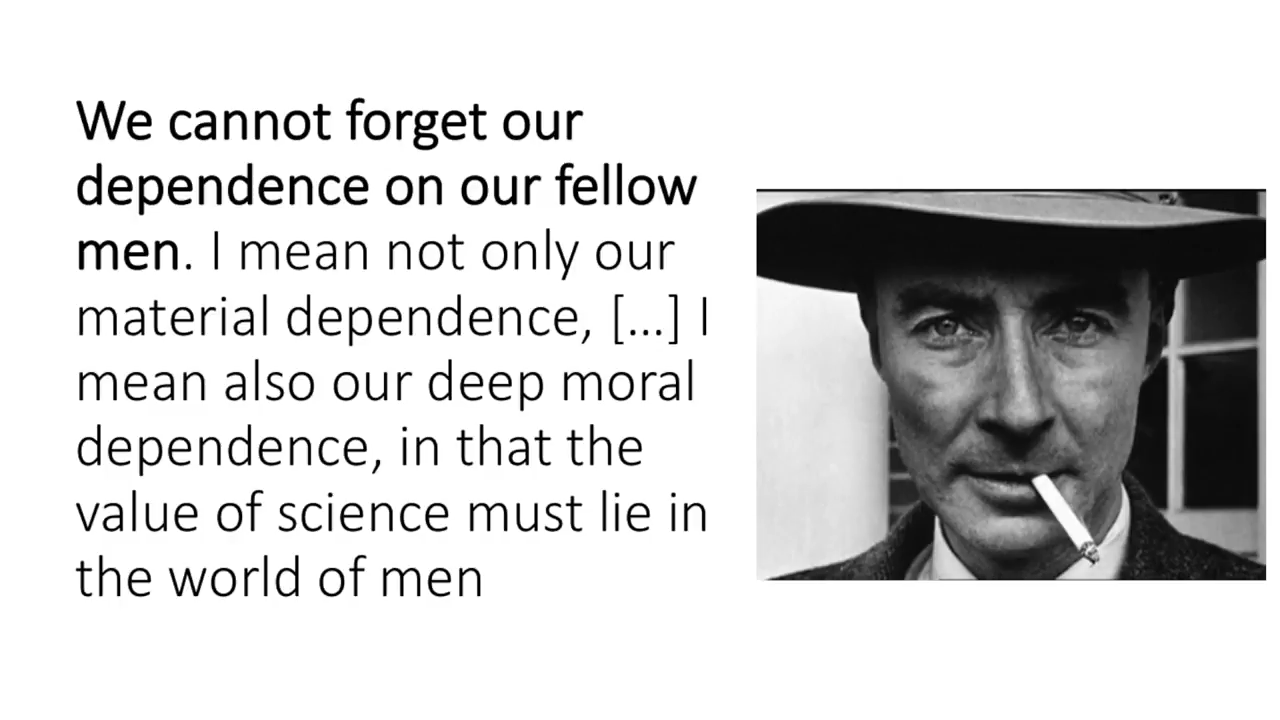 We cannot forget our
dependence on our fellow
men. I mean not only our
material dependence, [...] I
mean also our deep moral
dependence, in that the
value of science must lie in
the world of men